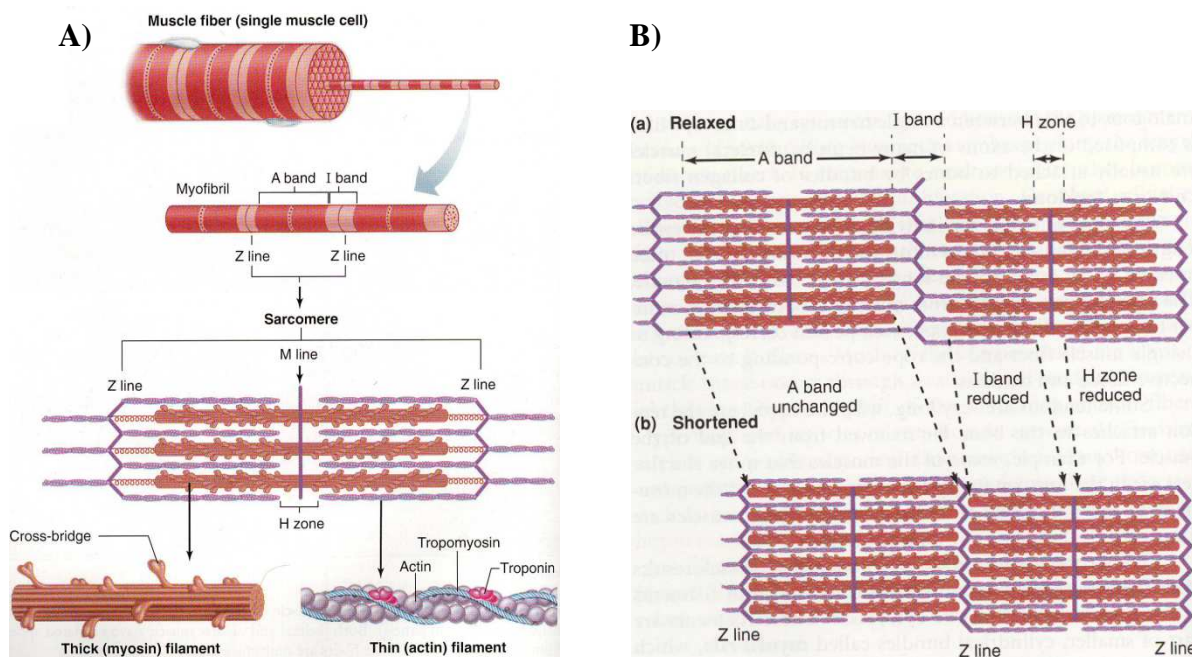 A)
Muscle fiber (single muscle cell)
Myofibril
A band
I band
Z line
Z line
Sarcomere
M line
Z line
Z line
H zone
Cross-bridge
Tropomyosin
Actin
Troponin
Thick (myosin) filament
Thin (actin) filament
B)
(a) Relaxed
I band
H zone
A band
A band
unchanged
I band
reduced
H zone
reduced
(b) Shortened
Z line
Z line
Z line